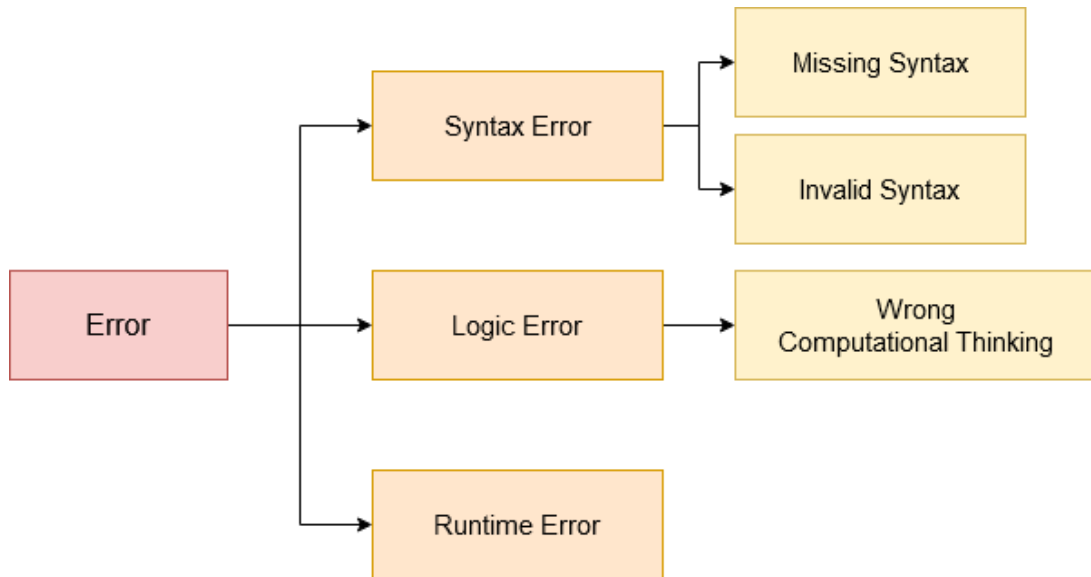 Missing Syntax
Syntax Error
Invalid Syntax
Error
Logic Error
Wrong
Computational Thinking
Runtime Error